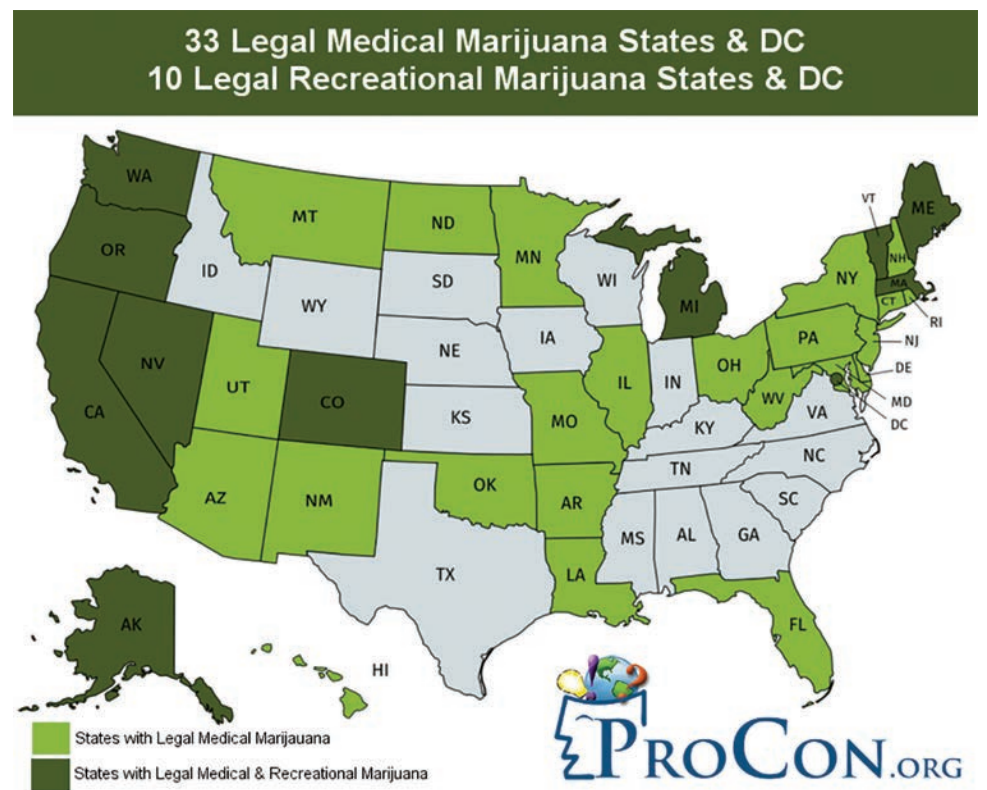 33 Legal Medical Marijuana States & DC
10 Legal Recreational Marijuana States & DC
WA
MT
ND
MN
VT
ME
OR
ID
SD
WI
NH
NY
MA
WY
MI
CT
RI
IA
PA
NJ
NE
NV
UT
IL
IN
OH
DE
CO
CA
KS
MO
WV
VA
MD
KY
DC
TN
NC
AZ
NM
OK
AR
SC
MS
AL
GA
TX
LA
AK
FL
HI
States with Legal Medical Marijauana
States with Legal Medical & Recreational Marijuana
PROCON.ORG